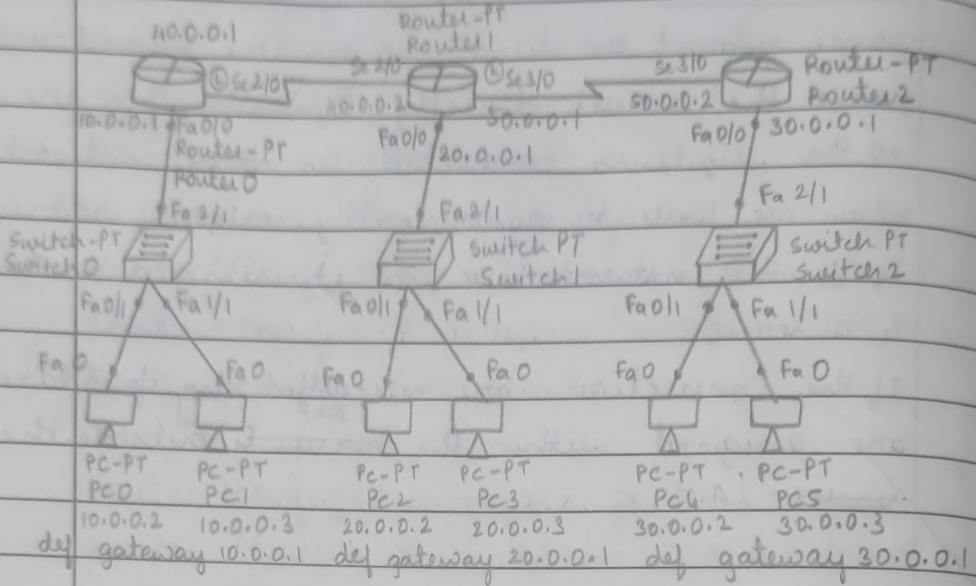 Router-PT
Router1
40.0.0.1
Se2/0
Se 2/0
Se3/0
Se 3/0
Router-PT
Router2
40.0.0.2
50.0.0.1
50.0.0.2
10.0.0.1
Fa0/0
Fa0/0
20.0.0.1
Fa0/0
30.0.0.1
Router-PT
Router0
Fa2/1
Fa2/1
Fa 2/1
Switch-PT
Switch0
Switch PT
Switch1
Switch PT
Switch2
Fa0/1
Fa1/1
Fa0/1
Fa 1/1
Fa0/1
Fa 1/1
Fa0
Fa0
Fa0
Fa0
Fa0
Fa0
PC-PT
PC0
PC-PT
PC1
PC-PT
PC2
PC-PT
PC3
PC-PT
PC4
PC-PT
PC5
10.0.0.2
10.0.0.3
20.0.0.2
20.0.0.3
30.0.0.2
30.0.0.3
def gateway 10.0.0.1
def gateway 20.0.0.1
def gateway 30.0.0.1